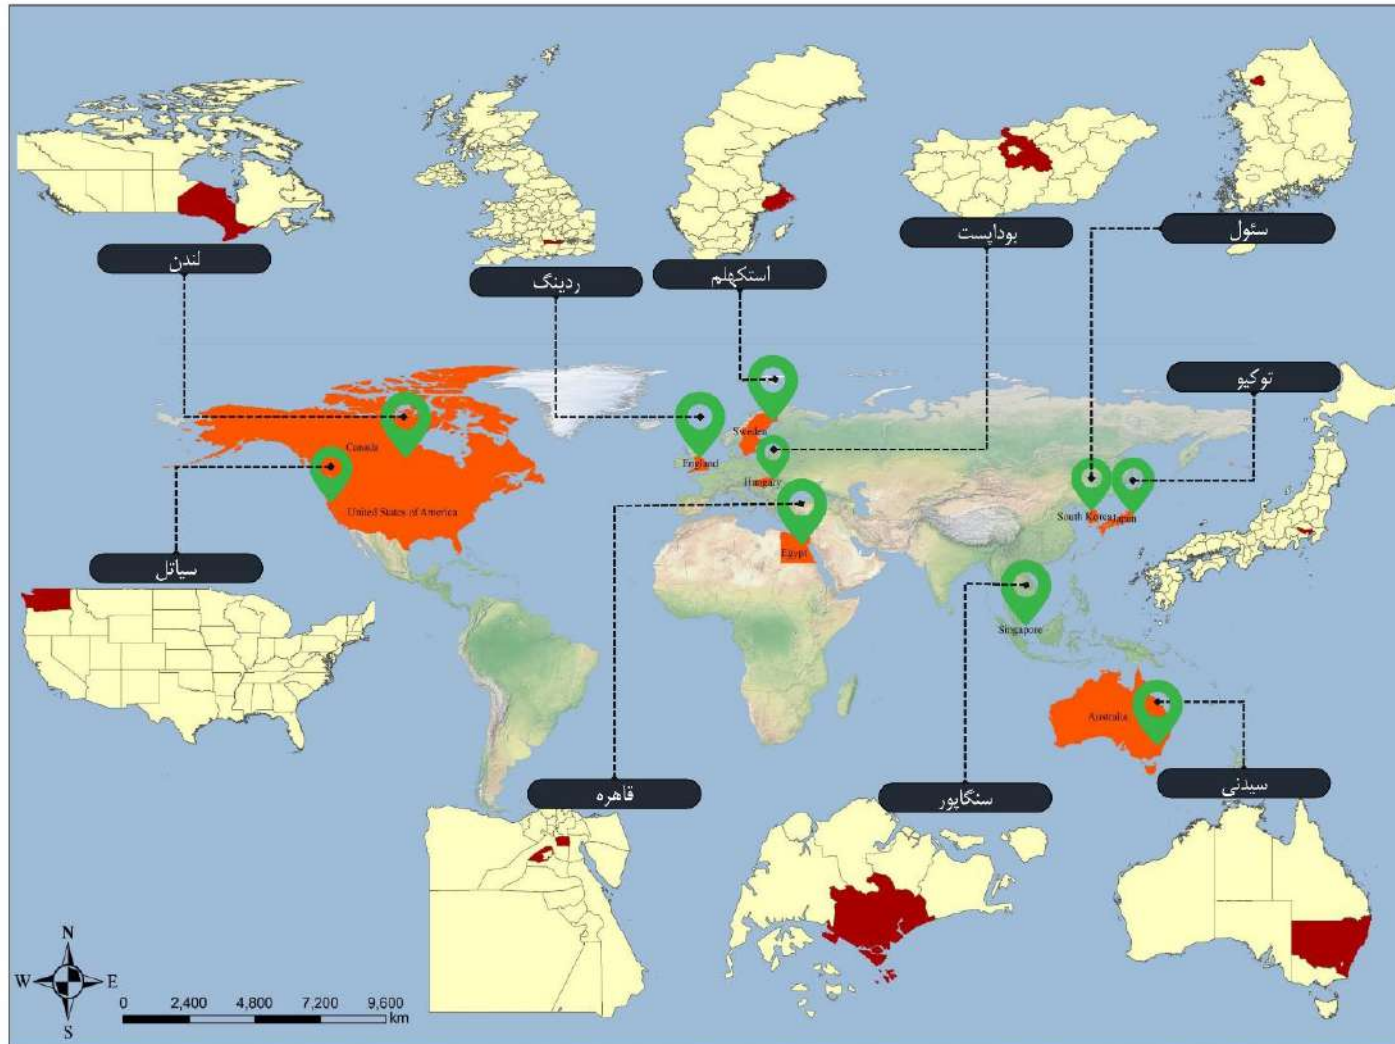 لندن
ردینگ
استکهلم
بوداپست
سئول
توکیو
Canada
Sweden
England
Hungary
United States of America
South Korea
Japan
Egypt
سیاتل
Singapore
Australia
قاهره
سنگاپور
سیدنی
N
W
E
S
0 2,400 4,800 7,200 9,600
km